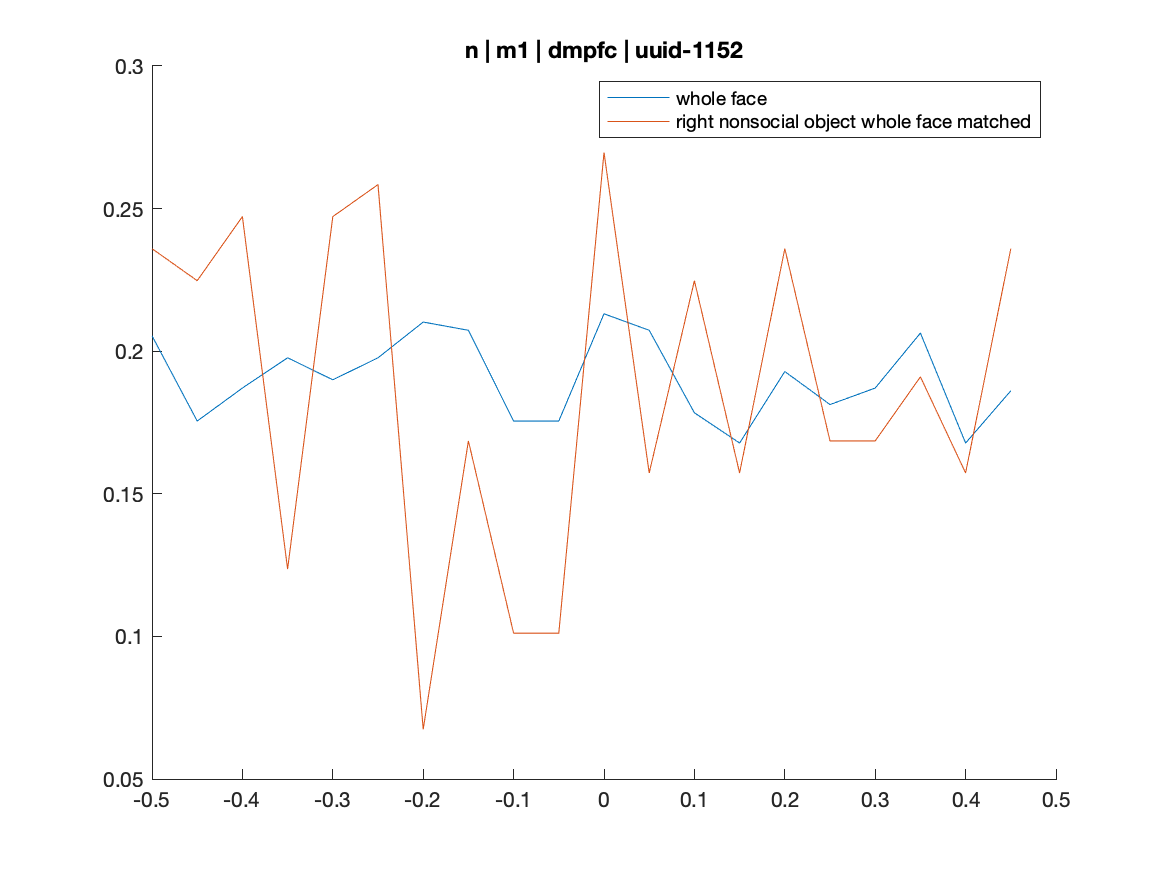 n | m1 | dmpfc | uuid-1152
0.3
whole face
right nonsocial object whole face matched
0.25
0.2
0.15
0.1
0.05
-0.5 -0.4 -0.3 -0.2 -0.1 0 0.1 0.2 0.3 0.4 0.5